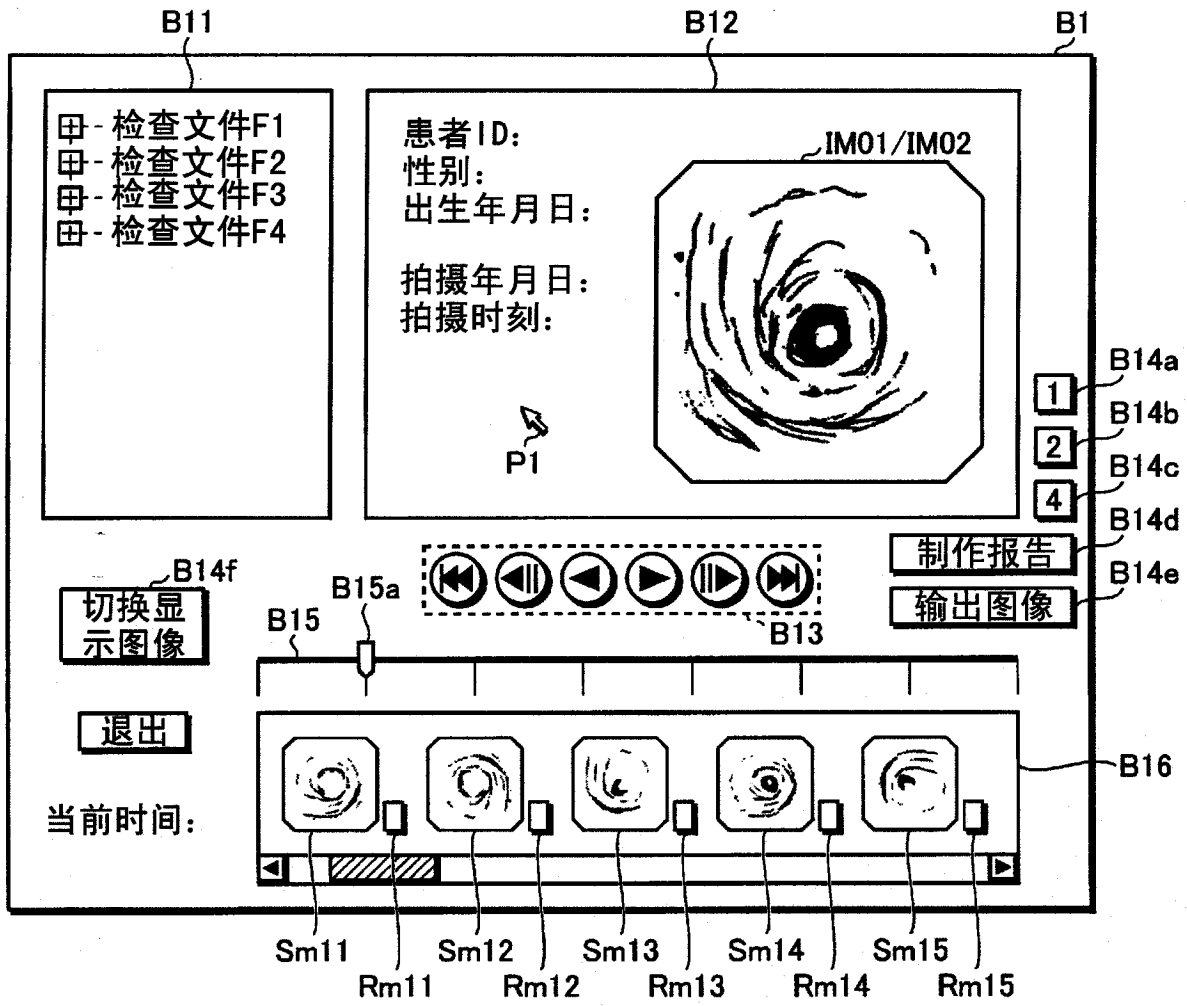 B11
B12
B1
检查文件F1
检查文件F2
检查文件F3
检查文件F4
患者ID：
性别：
出生年月日：
拍摄年月日：
拍摄时刻：
IM01/IM02
P1
1
B14a
2
B14b
4
B14c
制作报告
B14d
输出图像
B14e
B13
B14f
切换显
示图像
B15a
B15
退出
当前时间：
B16
Sm11
Sm12
Sm13
Sm14
Sm15
Rm11
Rm12
Rm13
Rm14
Rm15